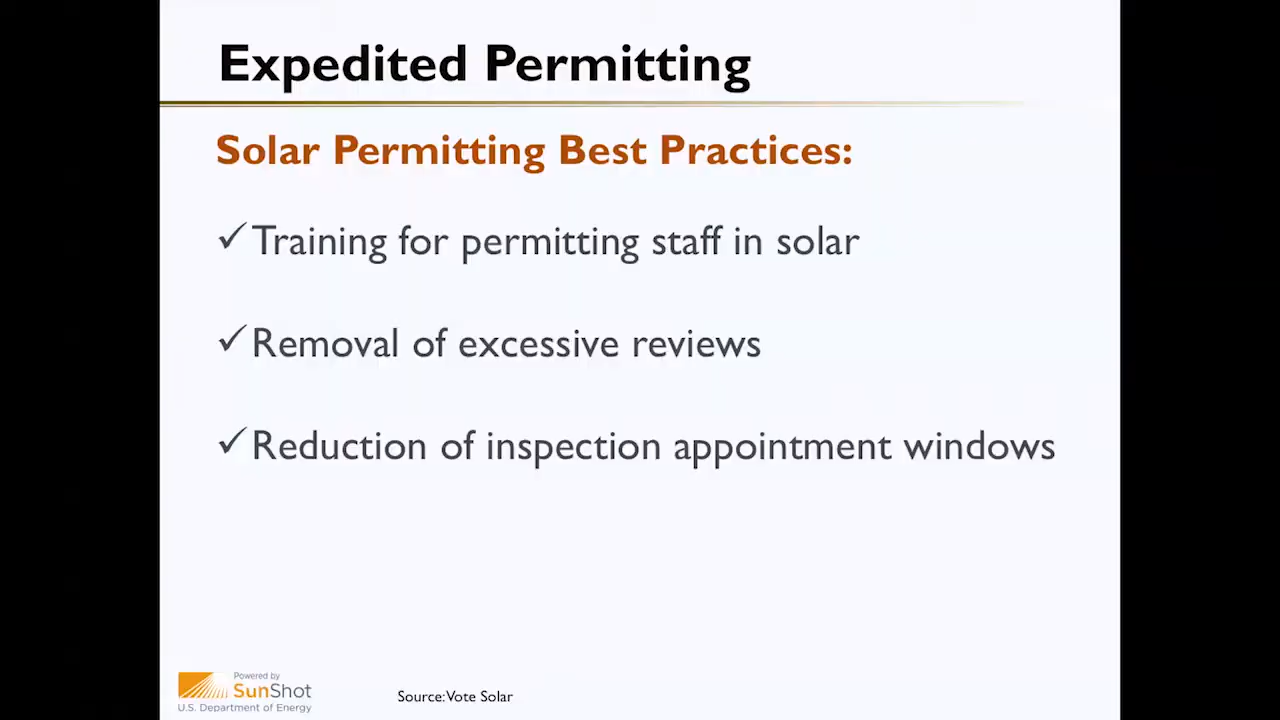 Expedited Permitting
Solar Permitting Best Practices:
✓Training for permitting staff in solar
✓Removal of excessive reviews
✓Reduction of inspection appointment windows
Powered by
SunShot
U.S. Department of Energy
Source: Vote Solar